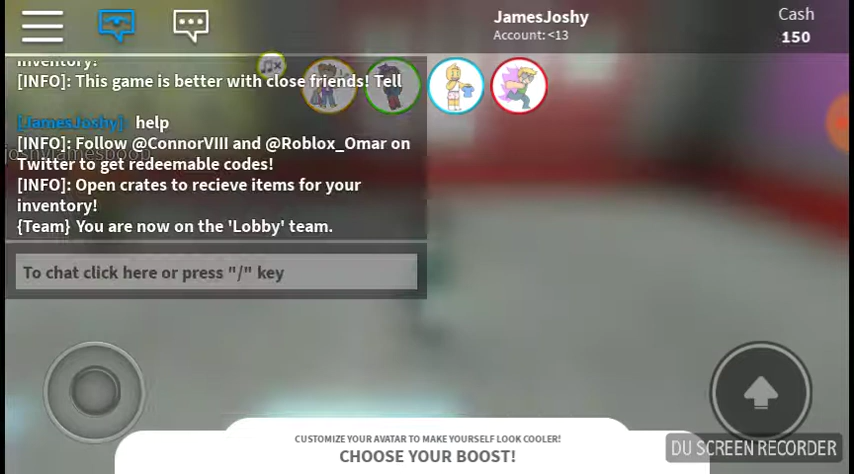 JamesJoshy
Account: <13
Cash
150
inventory!
[INFO]: This game is better with close friends! Tell
[JamesJoshy]: help
[INFO]: Follow @ConnorVIII and @Roblox_Omar on
Twitter to get redeemable codes!
[INFO]: Open crates to recieve items for your
inventory!
{Team} You are now on the 'Lobby' team.
To chat click here or press "/" key
CUSTOMIZE YOUR AVATAR TO MAKE YOURSELF LOOK COOLER!
CHOOSE YOUR BOOST!
DU SCREEN RECORDER